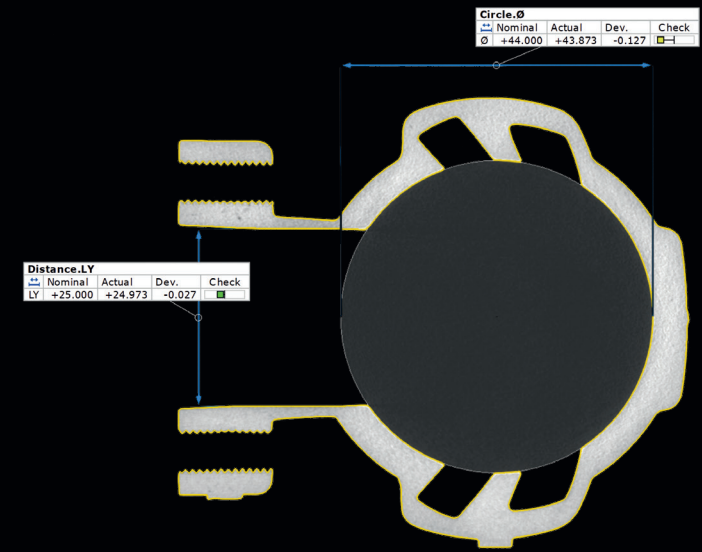 Circle.Ø
Nominal Actual Dev. Check
Ø +44.000 +43.873 -0.127
Distance.LY
Nominal Actual Dev. Check
LY +25.000 +24.973 -0.027